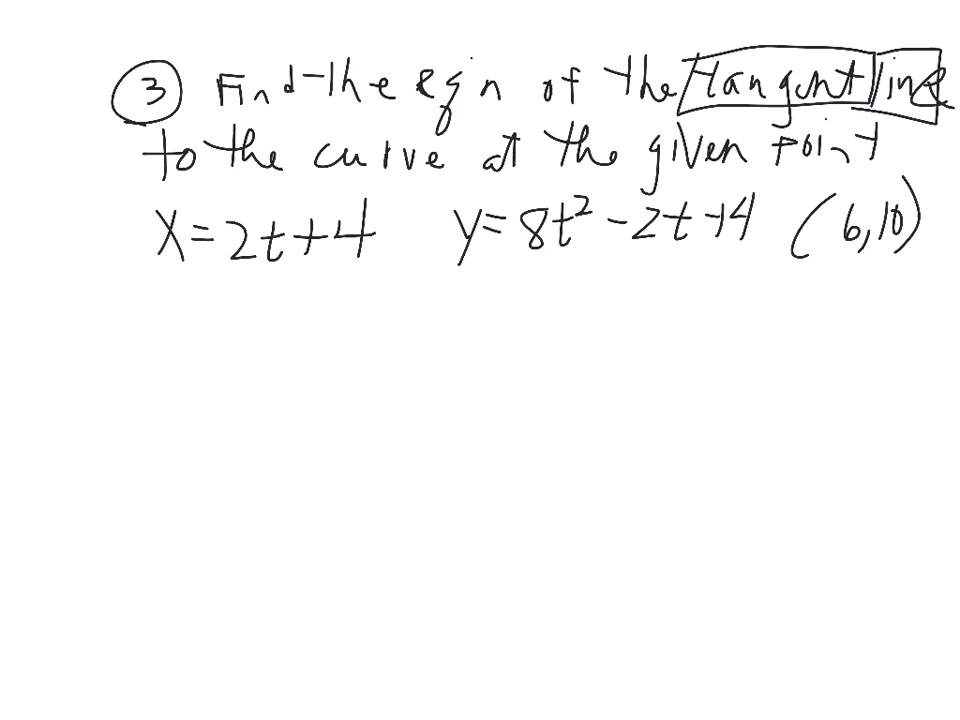 ③ Find the eqn of the tangent line
to the curve at the given point
x = 2t + 4 y = 8t² - 2t + 4 (6,10)